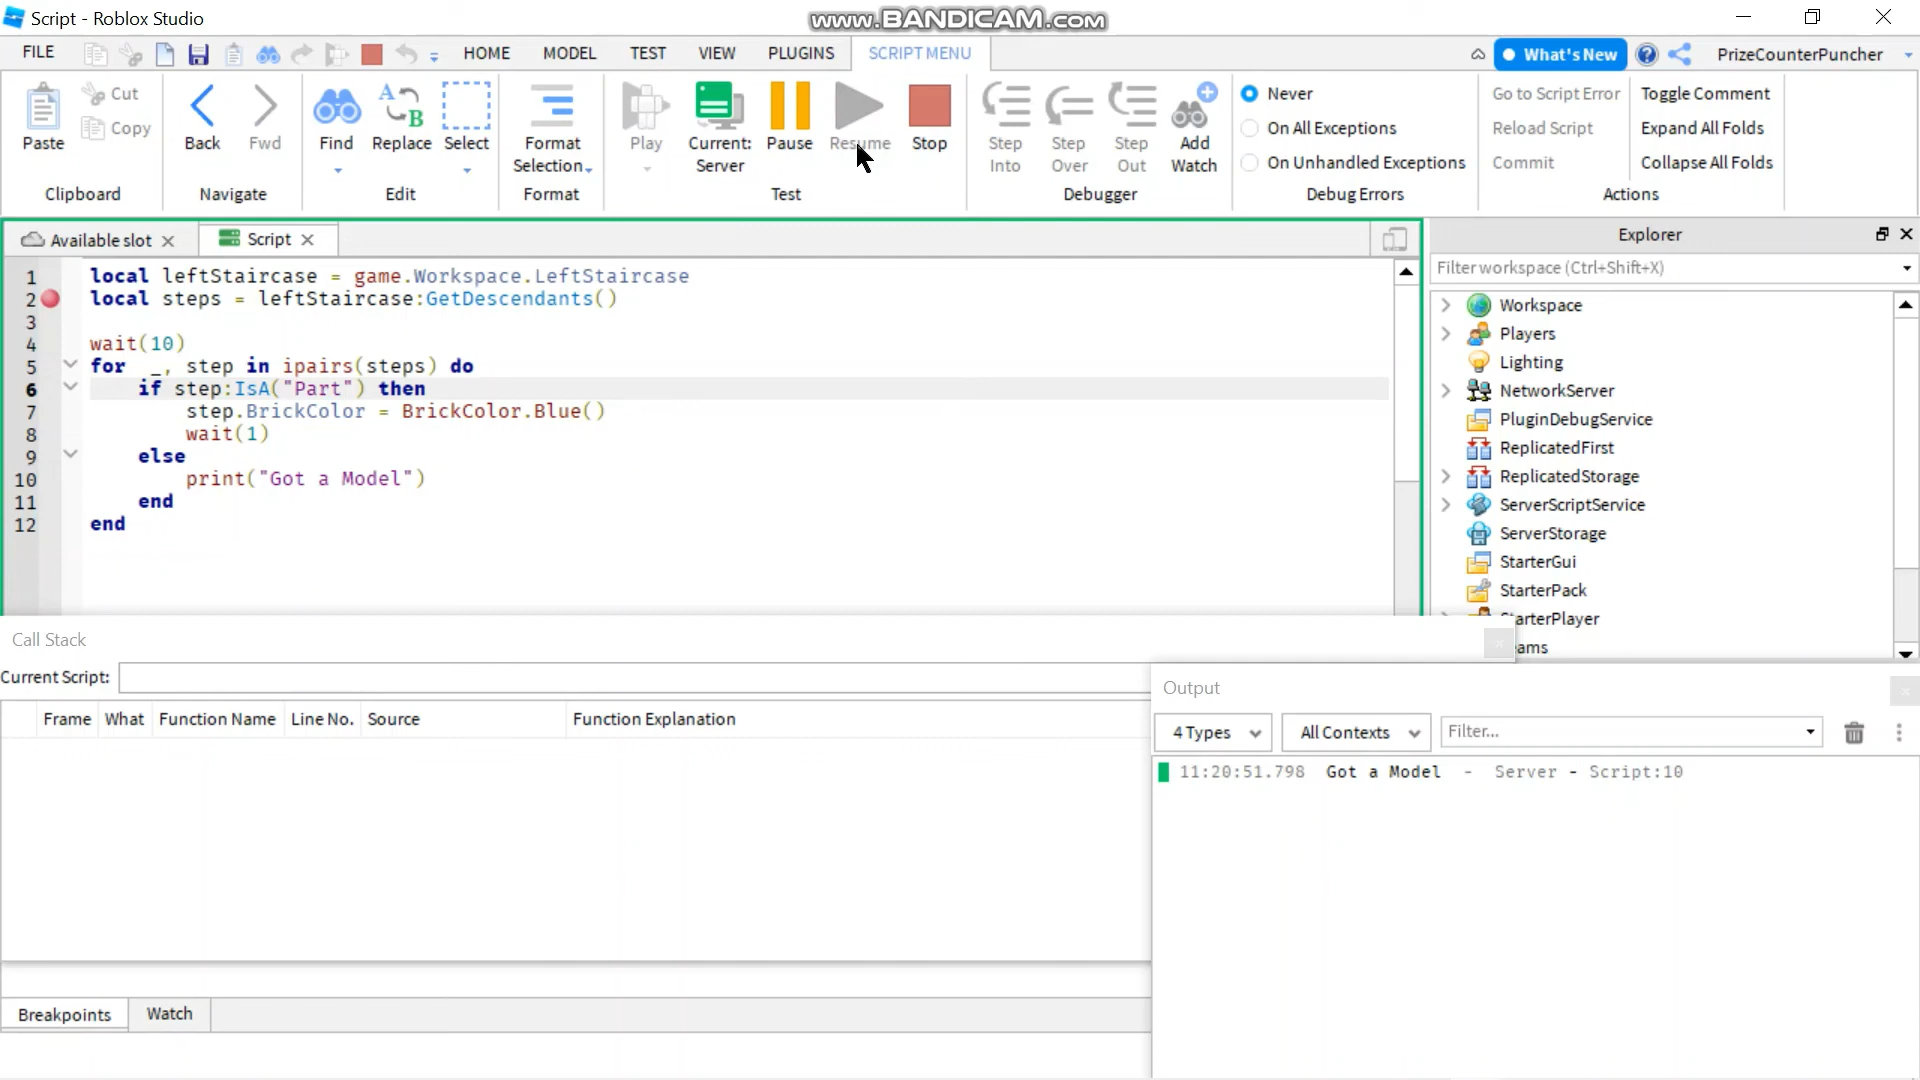 Script - Roblox Studio
www.BANDICAM.com
FILE
HOME
MODEL
TEST
VIEW
PLUGINS
SCRIPT MENU
What's New
PrizeCounterPuncher
Paste
Cut
Copy
Clipboard
Back
Fwd
Navigate
Find
Replace
Select
Edit
Format
Selection
Format
Play
Current:
Server
Pause
Resume
Stop
Test
Step
Into
Step
Over
Step
Out
Add
Watch
Debugger
Never
On All Exceptions
On Unhandled Exceptions
Debug Errors
Go to Script Error
Reload Script
Commit
Toggle Comment
Expand All Folds
Collapse All Folds
Actions
Available slot
Script
1 local leftStaircase = game.Workspace.LeftStaircase
2 local steps = leftStaircase:GetDescendants()
3
4 wait(10)
5 for _, step in ipairs(steps) do
6 if step:IsA("Part") then
7 step.BrickColor = BrickColor.Blue()
8 wait(1)
9 else
10 print("Got a Model")
11 end
12 end
Explorer
Filter workspace (Ctrl+Shift+X)
Workspace
Players
Lighting
NetworkServer
PluginDebugService
ReplicatedFirst
ReplicatedStorage
ServerScriptService
ServerStorage
StarterGui
StarterPack
arterPlayer
ams
Call Stack
Current Script:
Frame What Function Name Line No. Source Function Explanation
Breakpoints
Watch
Output
4 Types
All Contexts
Filter...
11:20:51.798 Got a Model - Server - Script:10